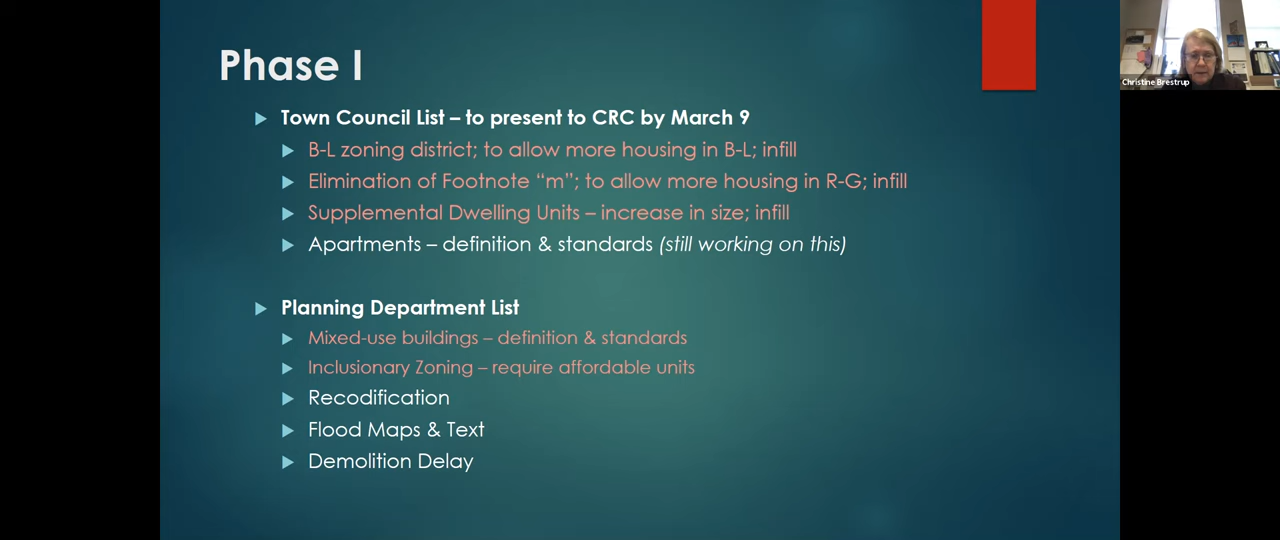 Phase I
Town Council List – to present to CRC by March 9
B-L zoning district; to allow more housing in B-L; infill
Elimination of Footnote “m”; to allow more housing in R-G; infill
Supplemental Dwelling Units – increase in size; infill
Apartments – definition & standards (still working on this)
Planning Department List
Mixed-use buildings – definition & standards
Inclusionary Zoning – require affordable units
Recodification
Flood Maps & Text
Demolition Delay
Christine Brestrup